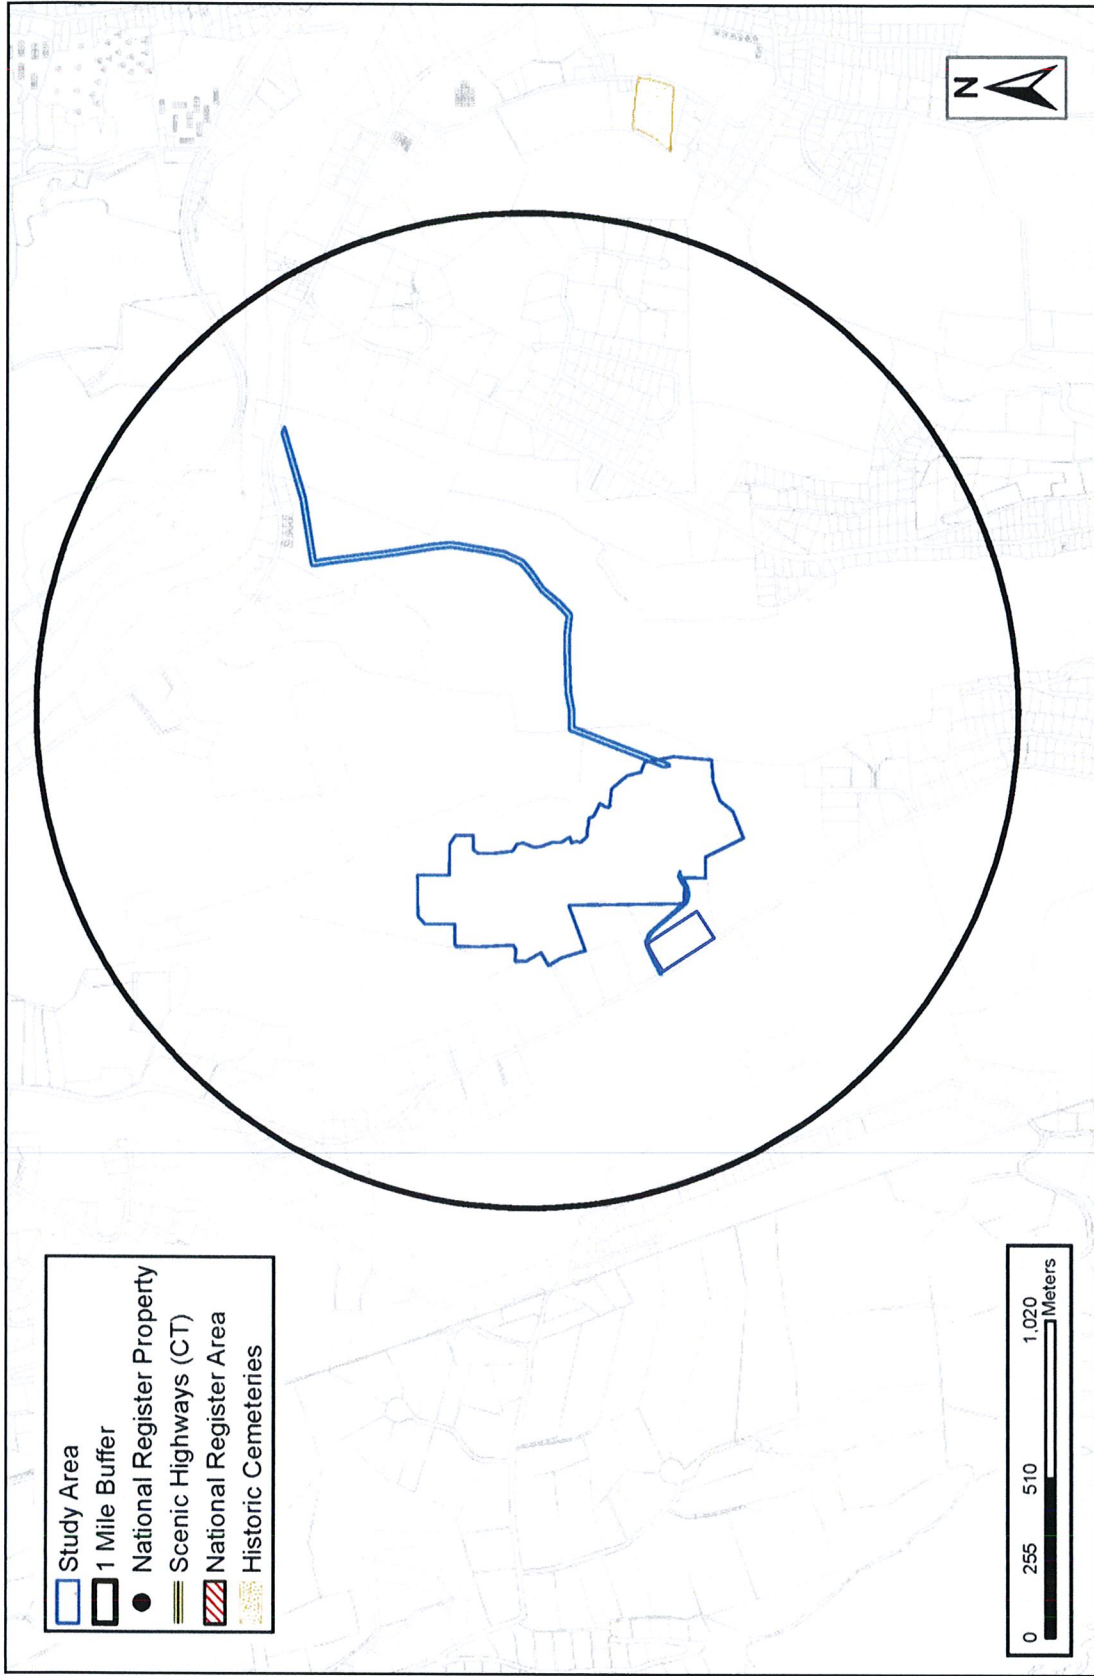 Study Area
1 Mile Buffer
National Register Property
Scenic Highways (CT)
National Register Area
Historic Cemeteries
0 255 510 1,020
Meters
N